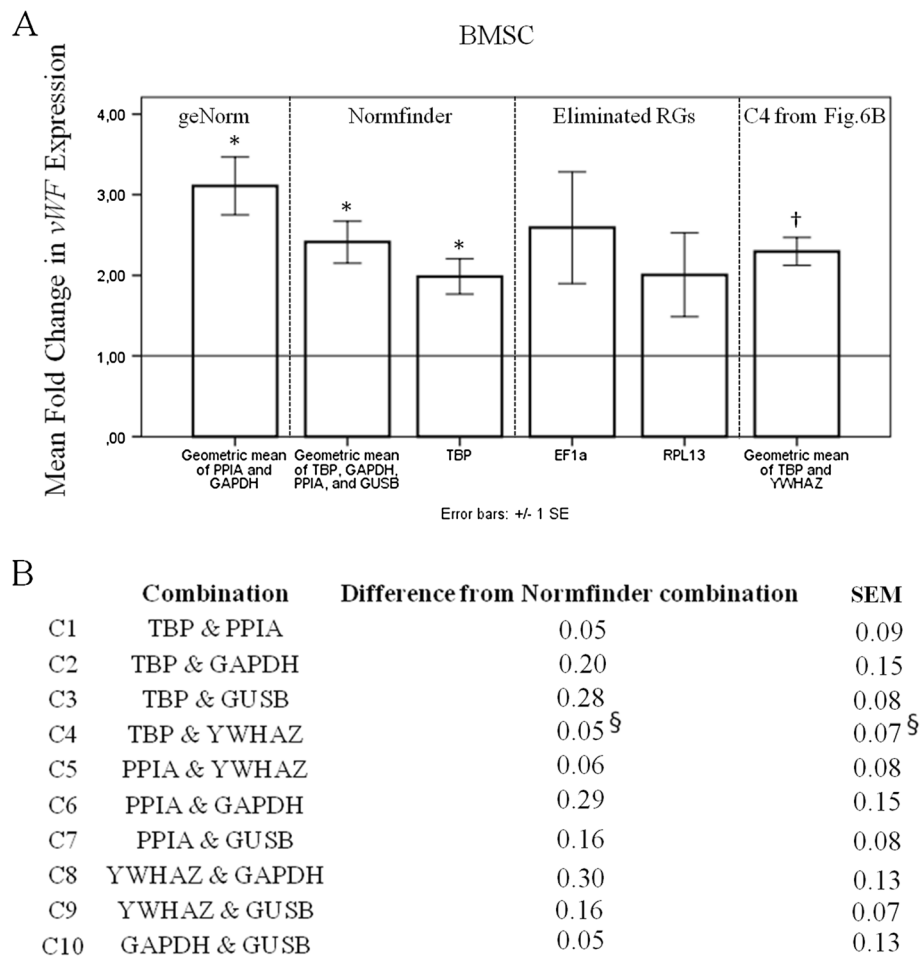 A
BMSC
Mean Fold Change in vWF Expression
4,00
3,00
2,00
1,00
,00
geNorm
Normfinder
Eliminated RGs
C4 from Fig.6B
*
*
*
†
Geometric mean
of PPIA and
GAPDH
Geometric mean
of TBP, GAPDH,
PPIA, and GUSB
TBP
EF1a
RPL13
Geometric mean
of TBP and
YWHAZ
Error bars: +/- 1 SE
B
Combination Difference from Normfinder combination SEM
C1 TBP & PPIA 0.05 0.09
C2 TBP & GAPDH 0.20 0.15
C3 TBP & GUSB 0.28 0.08
C4 TBP & YWHAZ 0.05 § 0.07 §
C5 PPIA & YWHAZ 0.06 0.08
C6 PPIA & GAPDH 0.29 0.15
C7 PPIA & GUSB 0.16 0.08
C8 YWHAZ & GAPDH 0.30 0.13
C9 YWHAZ & GUSB 0.16 0.07
C10 GAPDH & GUSB 0.05 0.13